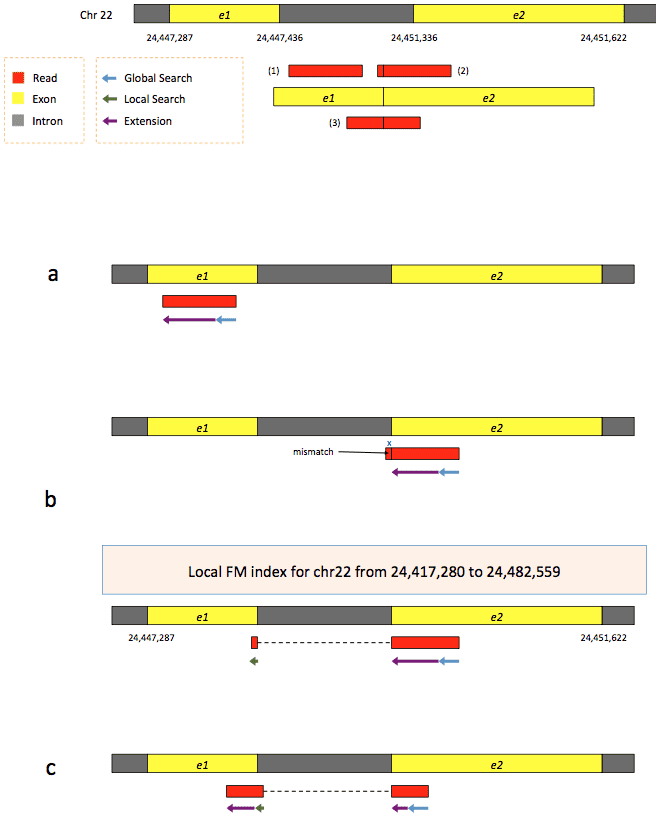 Chr 22
e1
e2
24,447,287
24,447,436
24,451,336
24,451,622
Read
Exon
Intron
Global Search
Local Search
Extension
(1)
(2)
e1
e2
(3)
a
e1
e2
b
e1
e2
x
mismatch
Local FM index for chr22 from 24,417,280 to 24,482,559
e1
e2
24,447,287
24,451,622
c
e1
e2